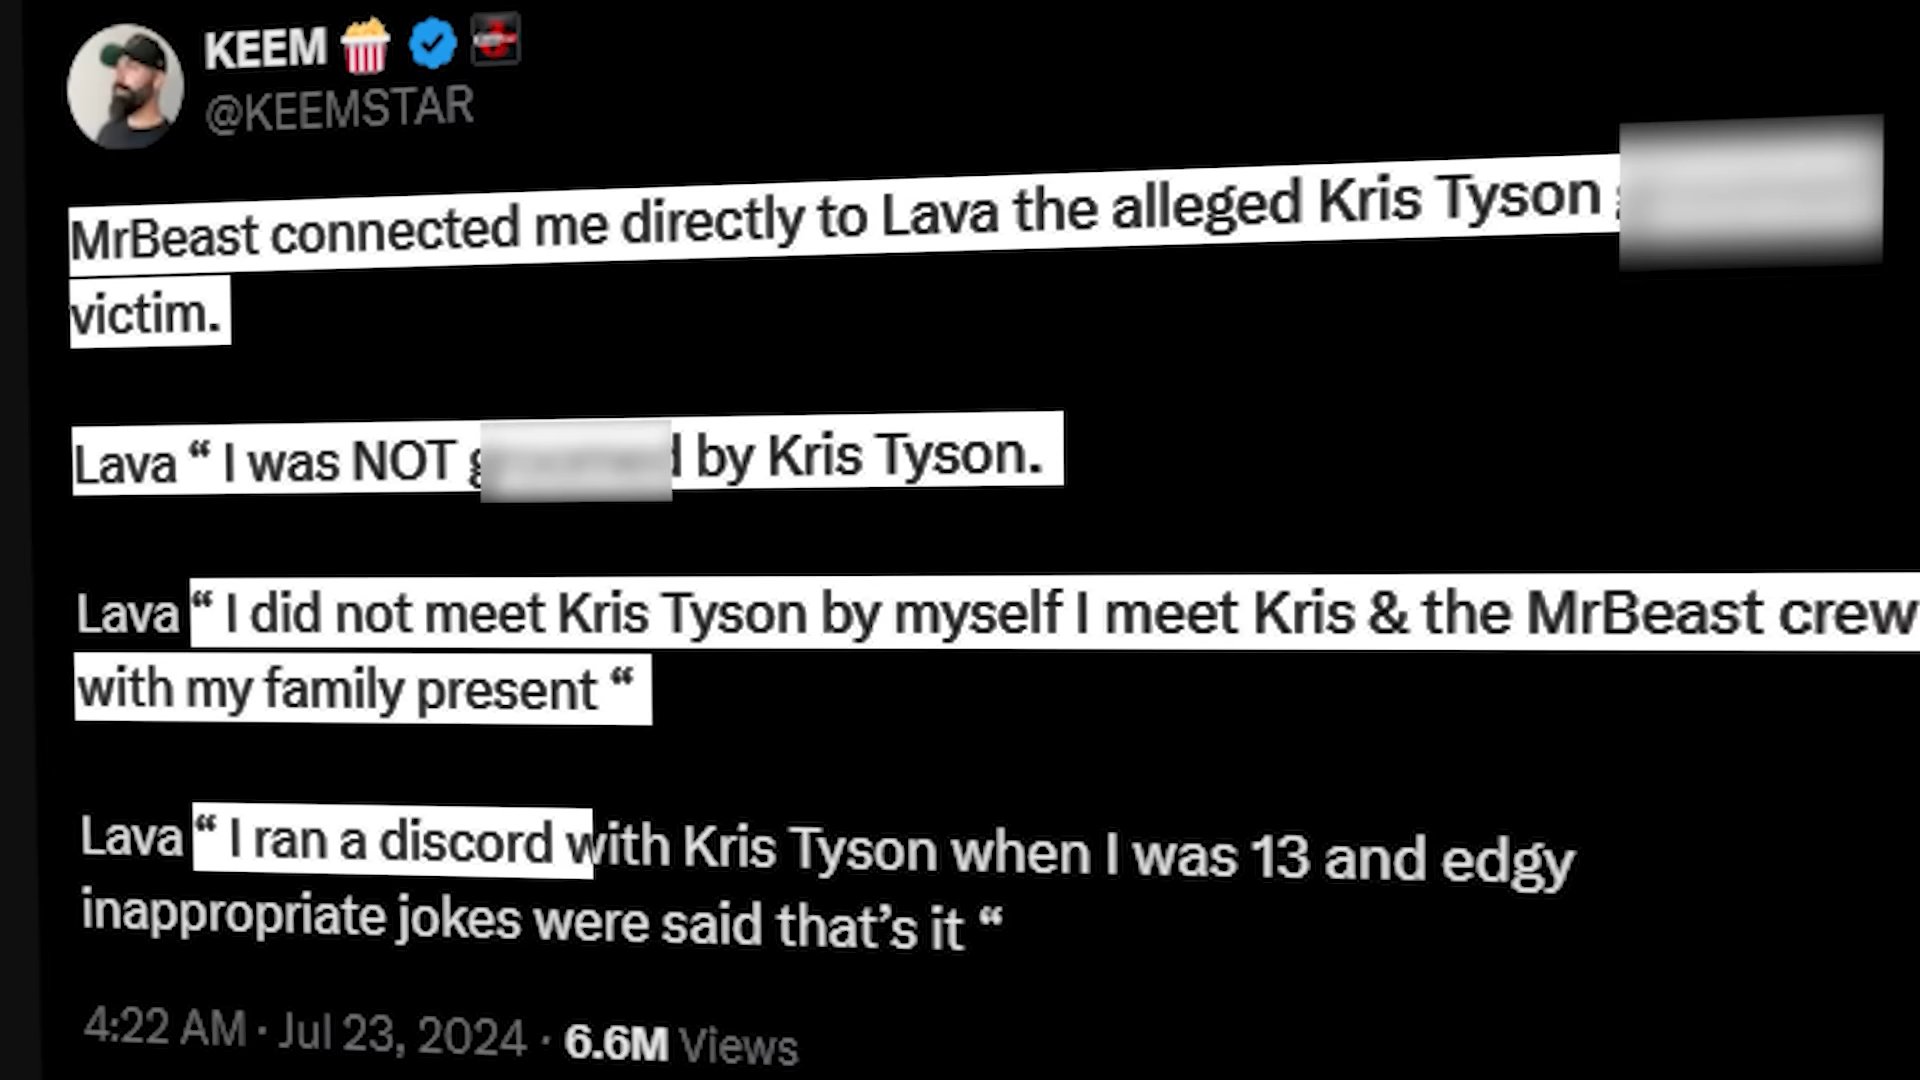 KEEM
@KEEMSTAR
MrBeast connected me directly to Lava the alleged Kris Tyson
victim.
Lava “ I was NOT by Kris Tyson.
Lava “ I did not meet Kris Tyson by myself I meet Kris & the MrBeast crew
with my family present “
Lava “ I ran a discord with Kris Tyson when I was 13 and edgy
inappropriate jokes were said that’s it “
4:22 AM · Jul 23, 2024 · 6.6M Views